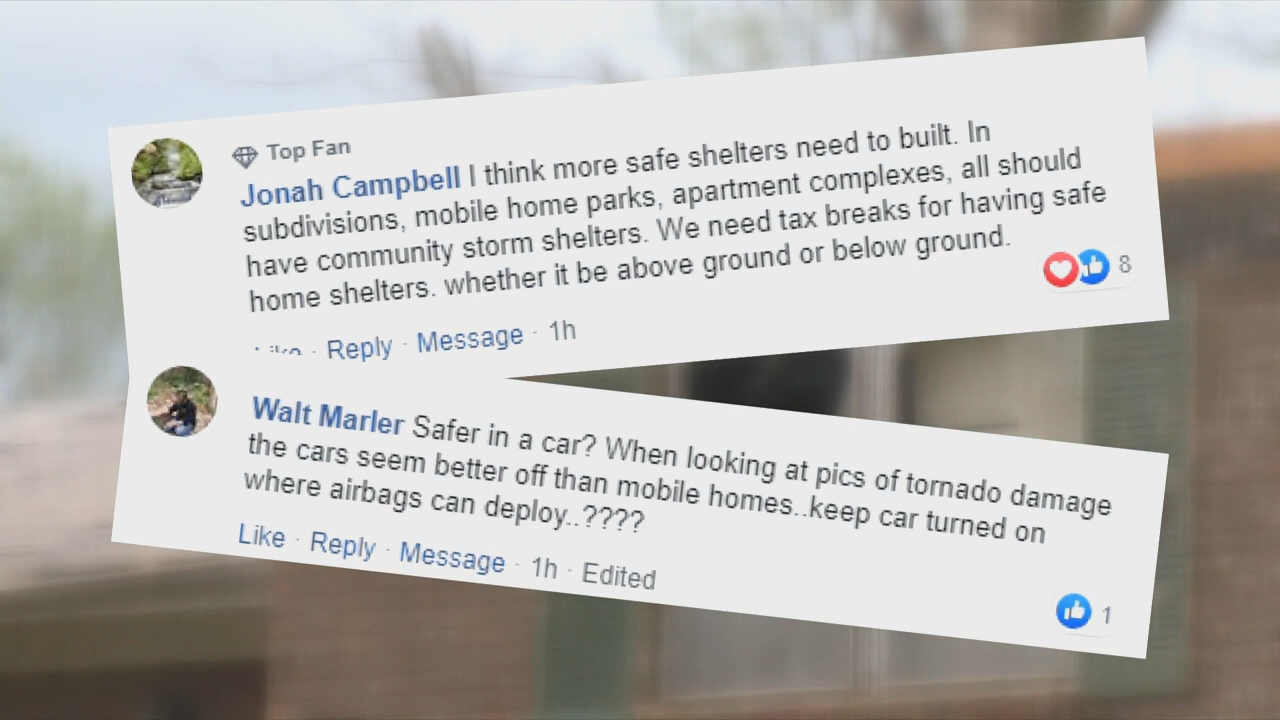 Top Fan
Jonah Campbell I think more safe shelters need to built. In
subdivisions, mobile home parks, apartment complexes, all should
have community storm shelters. We need tax breaks for having safe
home shelters. whether it be above ground or below ground.
8
Like · Reply · Message · 1h
Walt Marler Safer in a car? When looking at pics of tornado damage
the cars seem better off than mobile homes..keep car turned on
where airbags can deploy..????
Like · Reply · Message · 1h · Edited
1